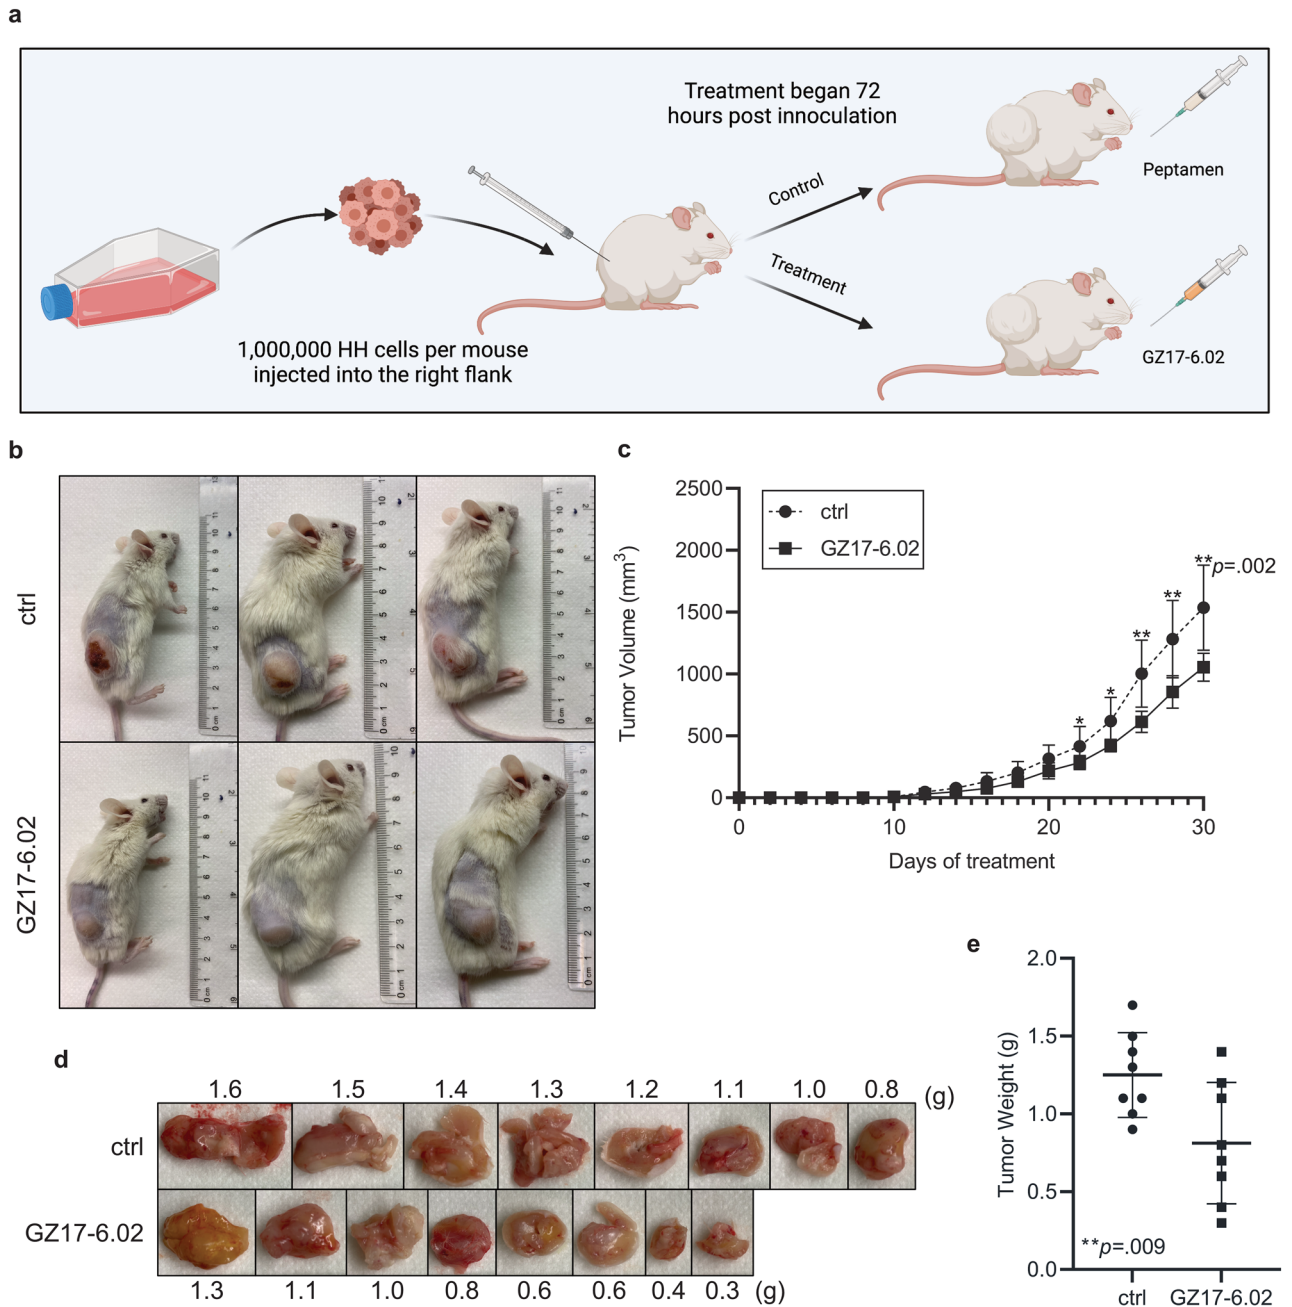 a
Treatment began 72
hours post innoculation
Control
Peptamen
Treatment
GZ17-6.02
1,000,000 HH cells per mouse
injected into the right flank
b
ctrl
GZ17-6.02
c
2500
2000
1500
1000
500
0
Tumor Volume (mm³)
ctrl
GZ17-6.02
* * ** ** **p=.002
0 10 20 30
Days of treatment
d
1.6 1.5 1.4 1.3 1.2 1.1 1.0 0.8 (g)
ctrl
GZ17-6.02
1.3 1.1 1.0 0.8 0.6 0.6 0.4 0.3 (g)
e
2.0
1.5
1.0
0.5
0.0
Tumor Weight (g)
**p=.009
ctrl GZ17-6.02